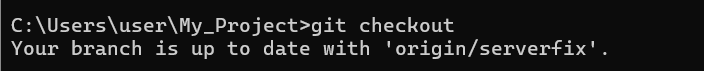 C:\Users\user\My_Project>git checkout
Your branch is up to date with 'origin/serverfix'.